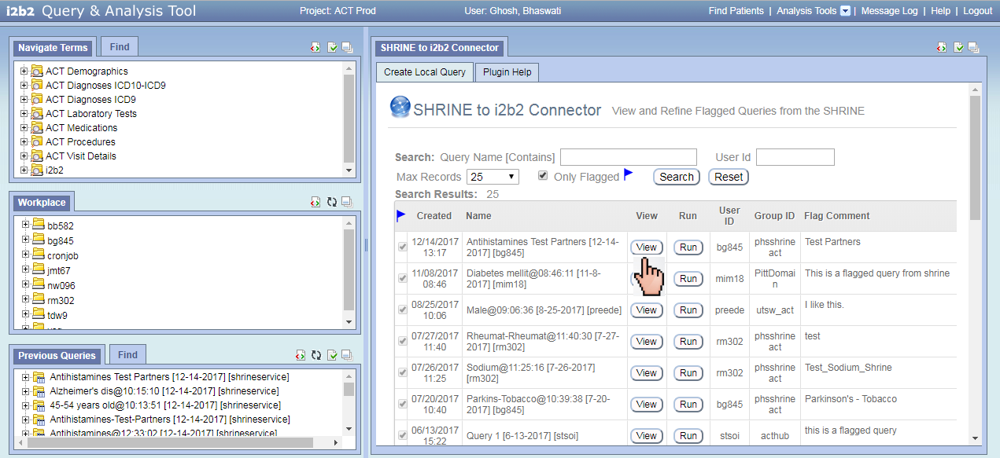 i2b2 Query & Analysis Tool
Project: ACT Prod
User: Ghosh, Bhaswati
Find Patients | Analysis Tools | Message Log | Help | Logout
Navigate Terms
Find
ACT Demographics
ACT Diagnoses ICD10-ICD9
ACT Diagnoses ICD9
ACT Laboratory Tests
ACT Medications
ACT Procedures
ACT Visit Details
i2b2
Workplace
bb582
bg845
cronjob
jmt67
nw096
rm302
tdw9
Previous Queries
Find
Antihistamines Test Partners [12-14-2017] [shrineservice]
Alzheimer's dis@10:15:10 [12-14-2017] [shrineservice]
45-54 years old@10:13:51 [12-14-2017] [shrineservice]
Antihistamines-Test-Partners [12-14-2017] [shrineservice]
Antihistamines@12:33:02 [12-14-2017] [shrineservice]
SHRINE to i2b2 Connector
Create Local Query
Plugin Help
SHRINE to i2b2 Connector View and Refine Flagged Queries from the SHRINE
Search: Query Name [Contains] User Id
Max Records 25 Only Flagged Search Reset
Search Results: 25
Created Name View Run User ID Group ID Flag Comment
12/14/2017 13:17 Antihistamines Test Partners [12-14-2017] [bg845] View Run bg845 phsshrineact Test Partners
11/08/2017 08:46 Diabetes mellit@08:46:11 [11-8-2017] [mim18] Run mim18 PittDomain This is a flagged query from shrine
08/25/2017 10:06 Male@09:06:36 [8-25-2017] [preede] View Run preede utsw_act I like this.
07/27/2017 11:40 Rheumat-Rheumat@11:40:30 [7-27-2017] [rm302] View Run rm302 phsshrineact test
07/26/2017 11:25 Sodium@11:25:16 [7-26-2017] [rm302] View Run rm302 phsshrineact Test_Sodium_Shrine
07/20/2017 10:40 Parkins-Tobacco@10:39:38 [7-20-2017] [bg845] View Run bg845 phsshrineact Parkinson's - Tobacco
06/13/2017 15:22 Query 1 [6-13-2017] [stsoi] View Run stsoi acthub this is a flagged query